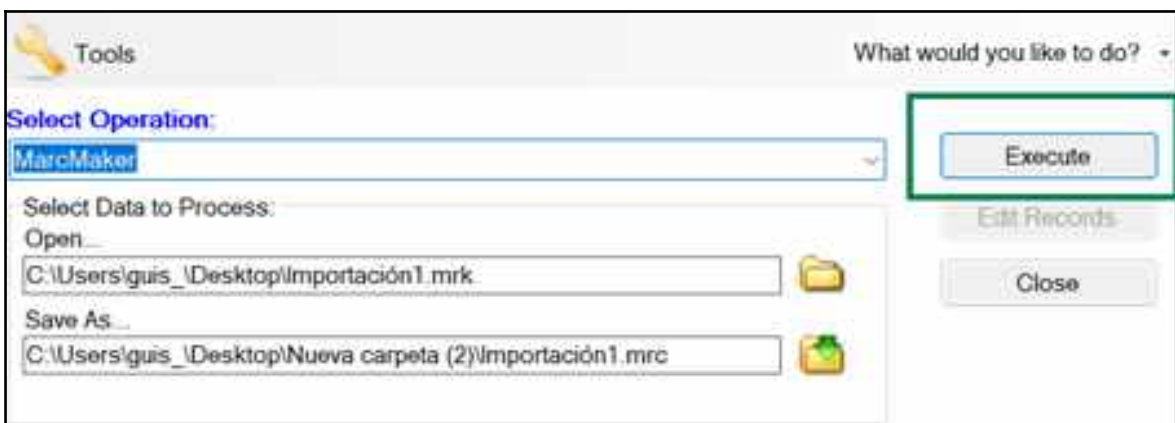 Tools
What would you like to do?
Select Operation:
MarcMaker
Execute
Select Data to Process:
Edit Records
Open...
C:\Users\guis_\Desktop\Importación1.mrk
Close
Save As...
C:\Users\guis_\Desktop\Nueva carpeta (2)\Importación1.mrc